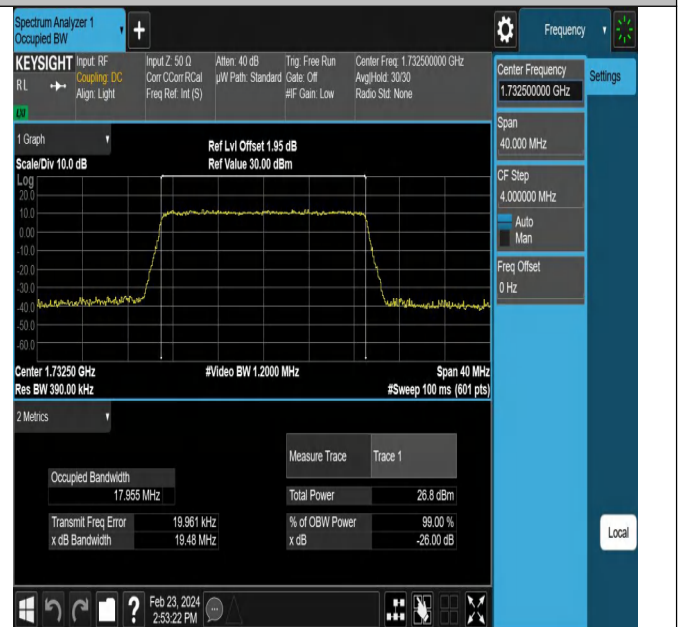 Spectrum Analyzer 1
Occupied BW
Frequency
KEYSIGHT
RL
LXI
Input: RF
Coupling: DC
Align: Light
Input Z: 50 Ω
Corr CCorr RCal
Freq Ref: Int (S)
Atten: 40 dB
µW Path: Standard
Trig: Free Run
Gate: Off
#IF Gain: Low
Center Freq: 1.732500000 GHz
Avg|Hold: 30/30
Radio Std: None
1 Graph
Scale/Div 10.0 dB
Ref Lvl Offset 1.95 dB
Ref Value 30.00 dBm
Log
20.0
10.0
0.00
-10.0
-20.0
-30.0
-40.0
-50.0
-60.0
Center 1.73250 GHz
#Video BW 1.2000 MHz
Span 40 MHz
Res BW 390.00 kHz
#Sweep 100 ms (601 pts)
2 Metrics
Measure Trace
Trace 1
Occupied Bandwidth
17.955 MHz
Total Power
26.8 dBm
Transmit Freq Error
19.961 kHz
% of OBW Power
99.00 %
x dB Bandwidth
19.48 MHz
x dB
-26.00 dB
Feb 23, 2024
2:53:22 PM
Center Frequency
1.732500000 GHz
Settings
Span
40.000 MHz
CF Step
4.000000 MHz
Auto
Man
Freq Offset
0 Hz
Local